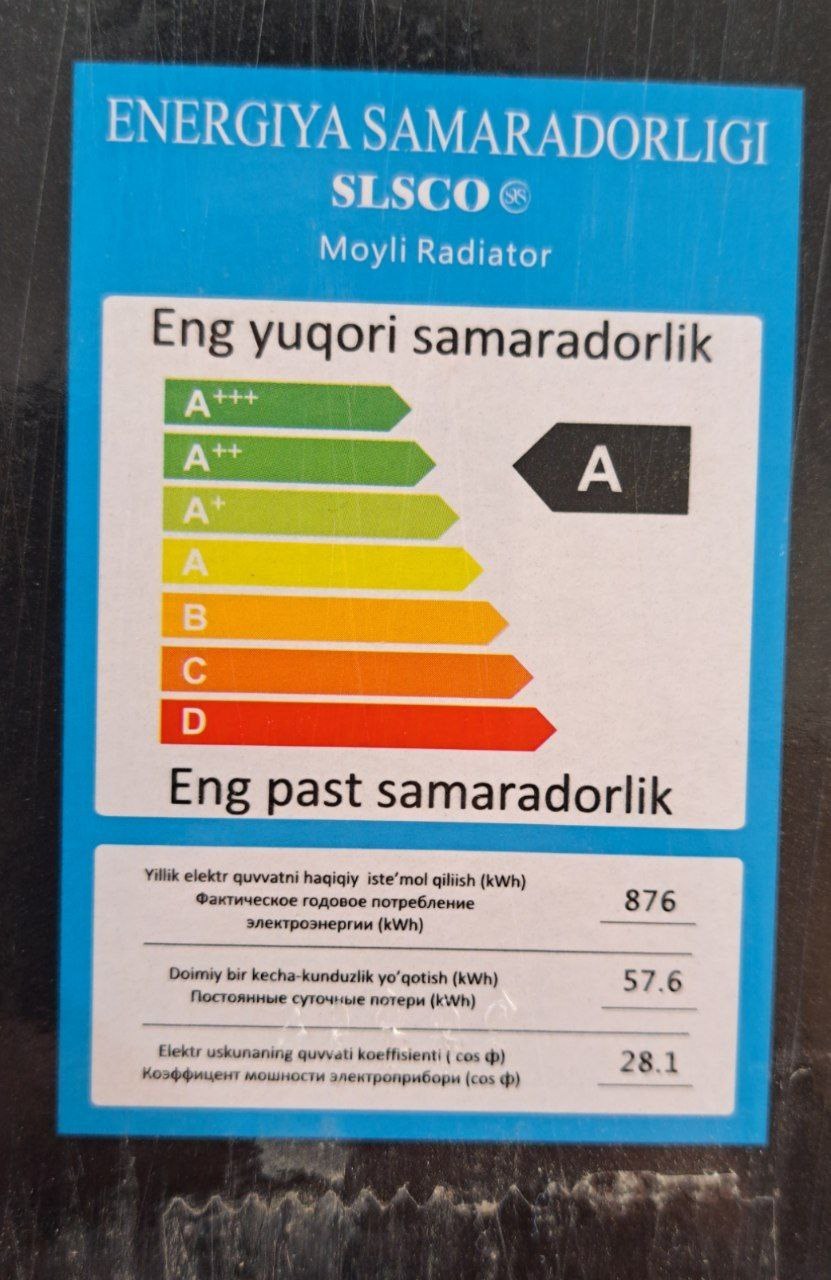 ENERGIYA SAMARADORLIGI
SLSCO
Moyli Radiator
Eng yuqori samaradorlik
A+++
A
A++
A+
A
B
C
D
Eng past samaradorlik
Yillik elektr quvvatni haqiqiy iste’mol qiliish (kWh)
Фактическое годовое потребление
электроэнергии (kWh)
876
Doimiy bir kecha-kunduzlik yo’qotish (kWh)
Постоянные суточные потери (kWh)
57.6
Elektr uskunaning quvvati koeffisienti ( cos ф)
Коэффицент мошности электроприбори (cos ф)
28.1